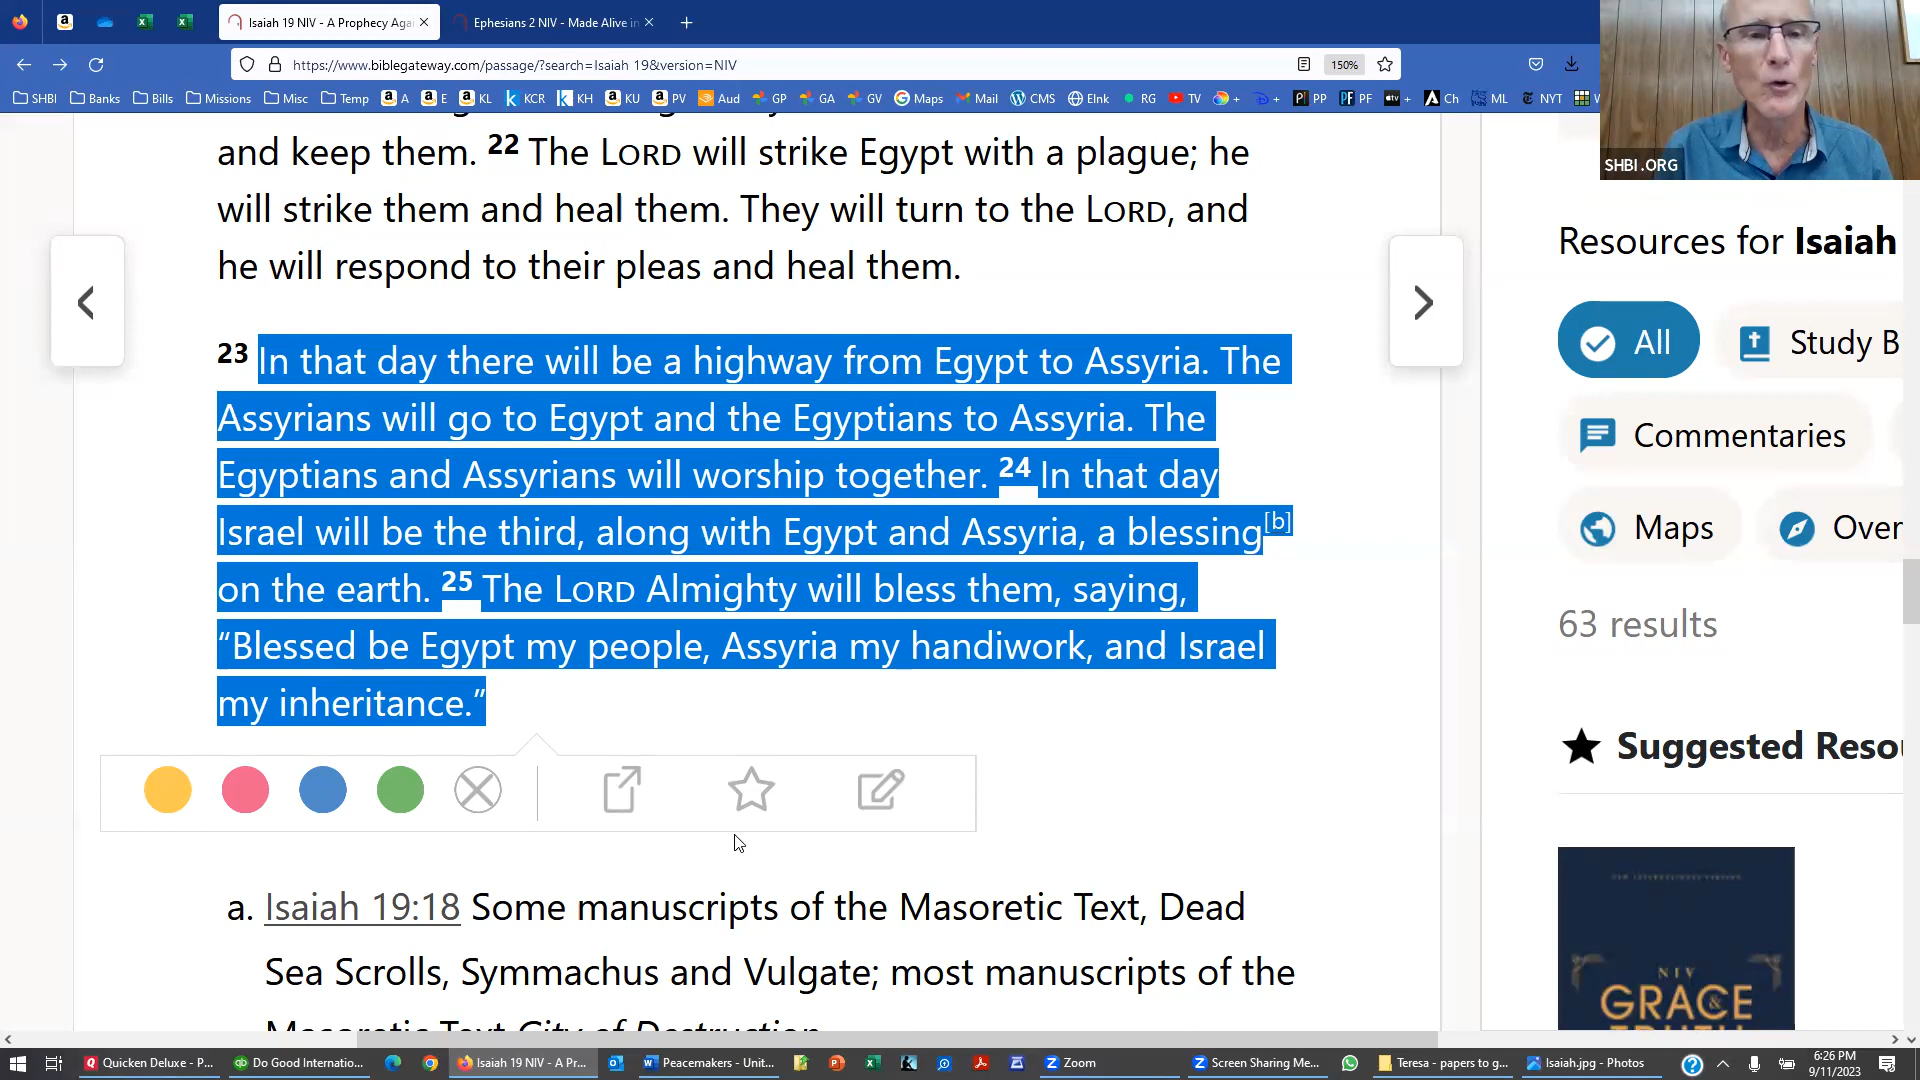 Isaiah 19 NIV - A Prophecy Agai
Ephesians 2 NIV - Made Alive in
https://www.biblegateway.com/passage/?search=Isaiah 19&version=NIV
150%
SHBI Banks Bills Missions Misc Temp A E KL KCR KH KU PV Aud GP GA GV Maps Mail CMS Elnk RG TV + + PP PF + Ch ML NYT
SHBI.ORG
and keep them. 22 The LORD will strike Egypt with a plague; he
will strike them and heal them. They will turn to the LORD, and
he will respond to their pleas and heal them.
23 In that day there will be a highway from Egypt to Assyria. The
Assyrians will go to Egypt and the Egyptians to Assyria. The
Egyptians and Assyrians will worship together. 24 In that day
Israel will be the third, along with Egypt and Assyria, a blessing[b]
on the earth. 25 The LORD Almighty will bless them, saying,
“Blessed be Egypt my people, Assyria my handiwork, and Israel
my inheritance.”
a. Isaiah 19:18 Some manuscripts of the Masoretic Text, Dead
Sea Scrolls, Symmachus and Vulgate; most manuscripts of the
Masoretic Text City of Destruction
Resources for Isaiah
All
Study B
Commentaries
Maps
Over
63 results
Suggested Resou
NIV
GRACE
&
TRUTH
Quicken Deluxe - P...
Do Good Internatio...
Isaiah 19 NIV - A Pr...
Peacemakers - Unit...
Zoom
Screen Sharing Me...
Teresa - papers to g...
Isaiah.jpg - Photos
6:26 PM
9/11/2023